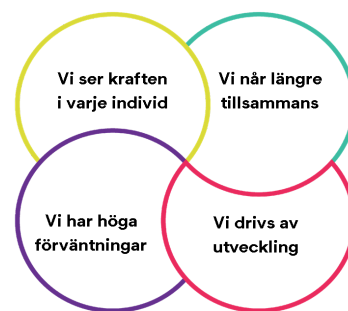 Vi ser kraften
i varje individ
Vi når längre
tillsammans
Vi har höga
förväntningar
Vi drivs av
utveckling